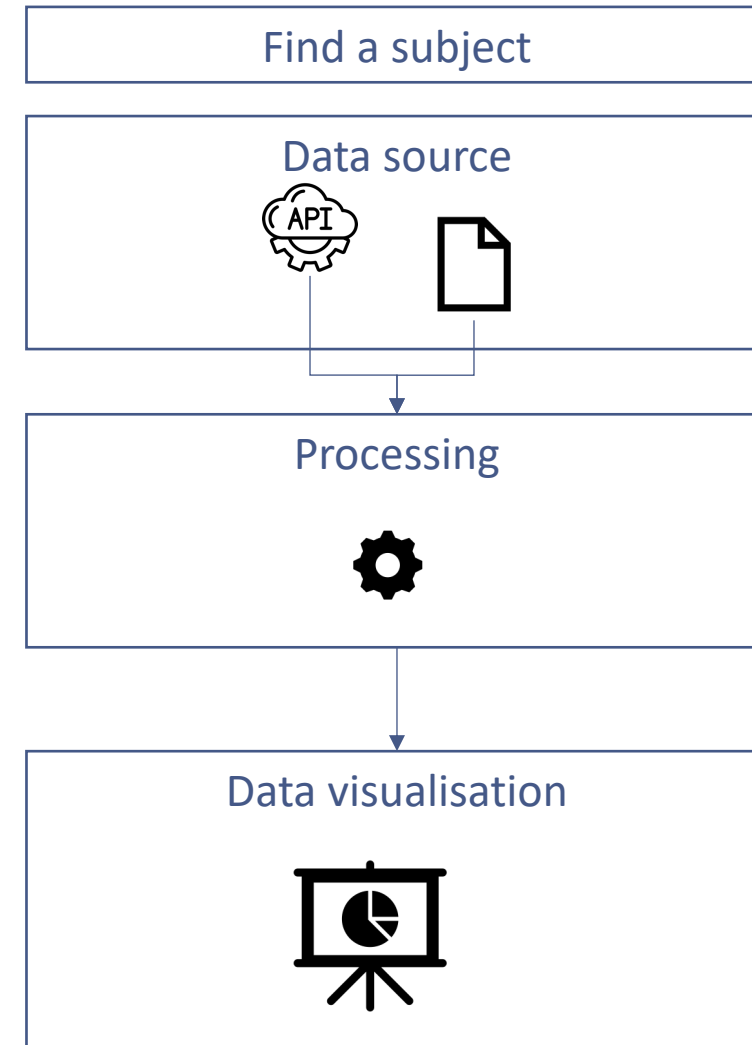 Find a subject
Data source
API
Processing
Data visualisation